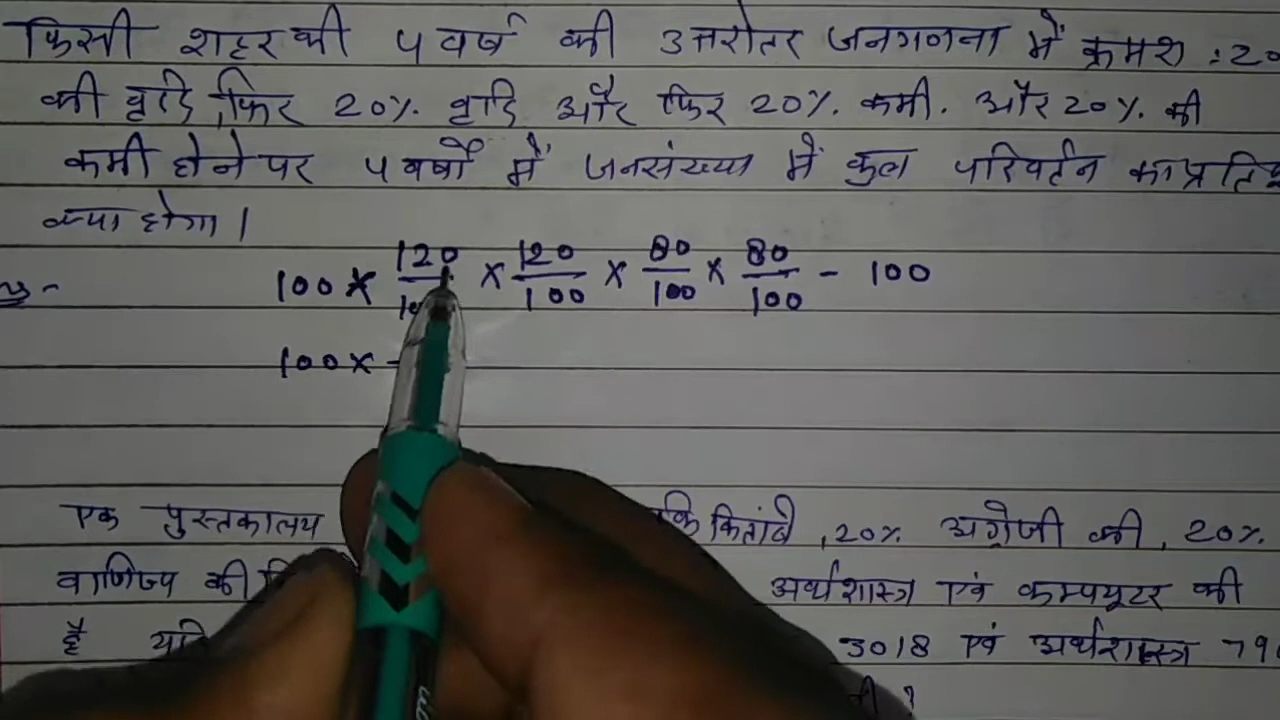 किसी शहर की 4 वर्ष की उत्तरोतर जनगनना में क्रमश : 20
की वृद्धि, फिर 20%. वृद्धि और फिर 20%. कमी. और 20%. की
कमी होने पर 4 वर्षों में जनसंख्या में कुल परिवर्तन का प्रति
क्या होगा।
100 × 120/100 × 120/100 × 80/100 × 80/100 - 100
100 ×
एक पुस्तकालय किताबें, 20%. अंग्रेजी की, 20%.
वाणिज्य की अर्थशास्त्र एवं कम्प्यूटर की
है यदि 3018 एवं अर्थशास्त्र 79
?